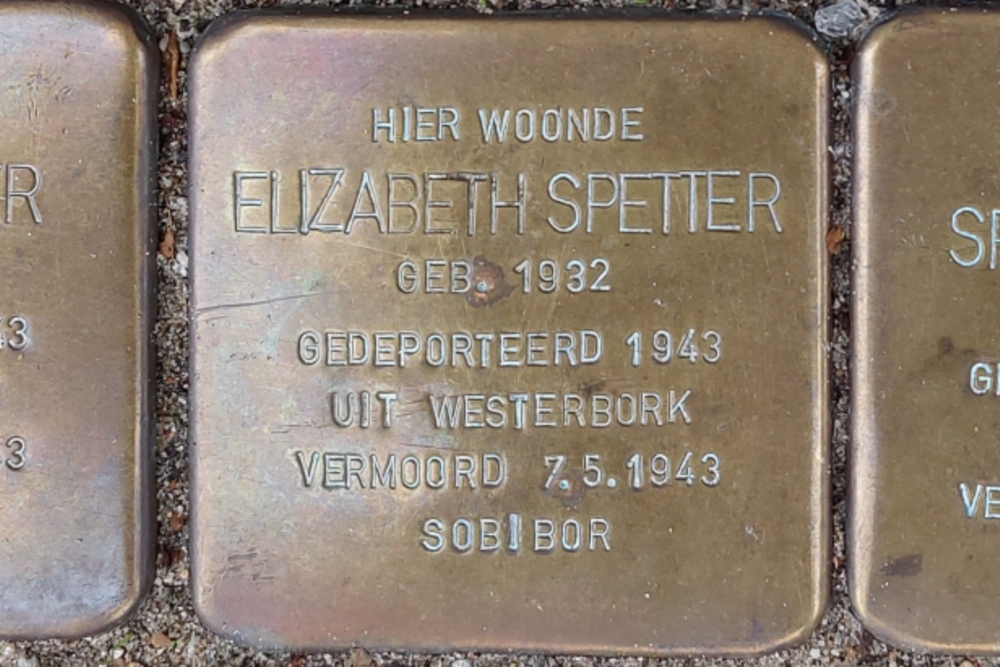 HIER WOONDE
ELIZABETH SPETTER
GEB. 1932
GEDEPORTEERD 1943
UIT WESTERBORK
VERMOORD 7.5.1943
SOBIBOR